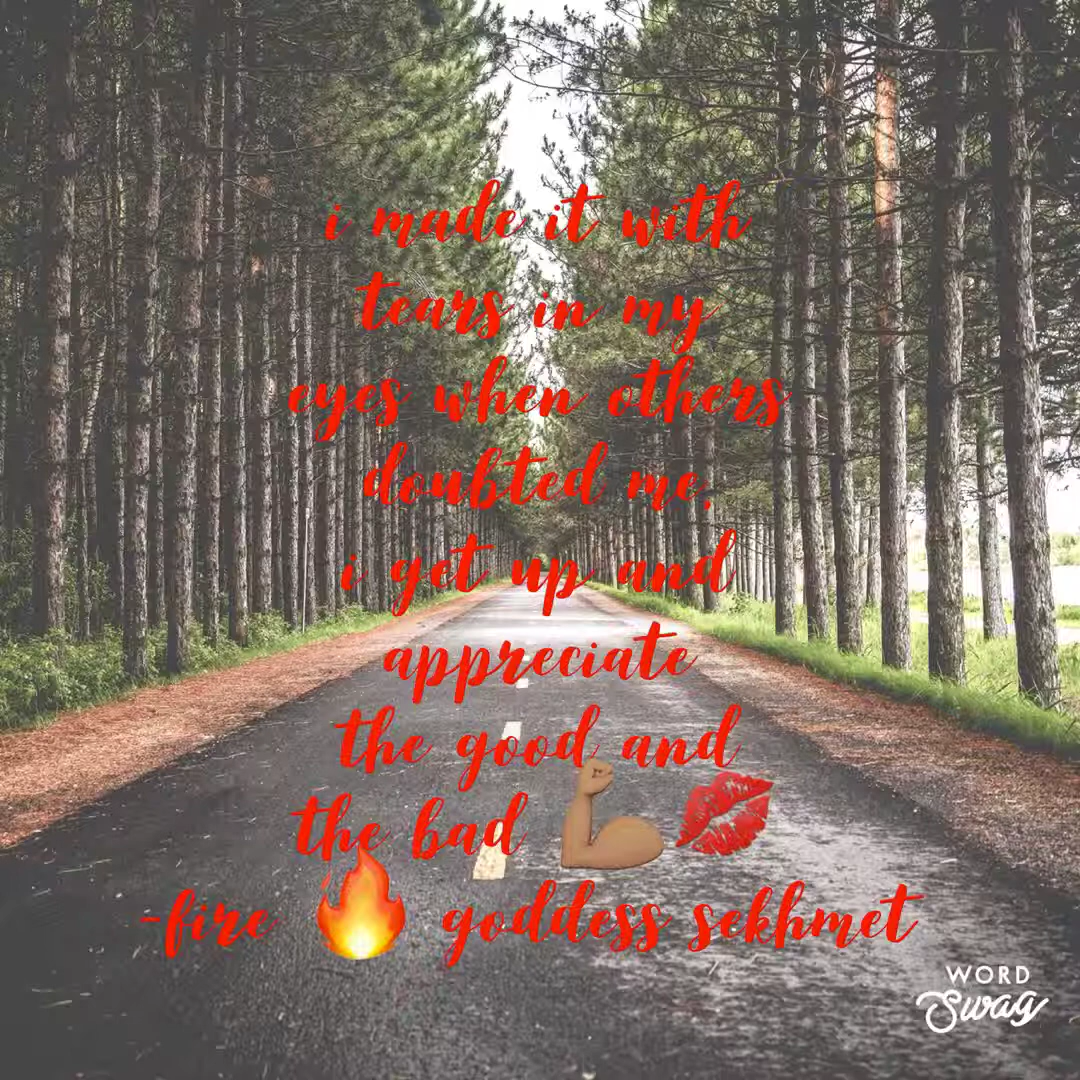 i made it with
tears in my
eyes when others
doubted me,
i get up and
appreciate
the good and
the bad 💪🏽💋
-fire 🔥 goddess sekhmet
WORD
Swag